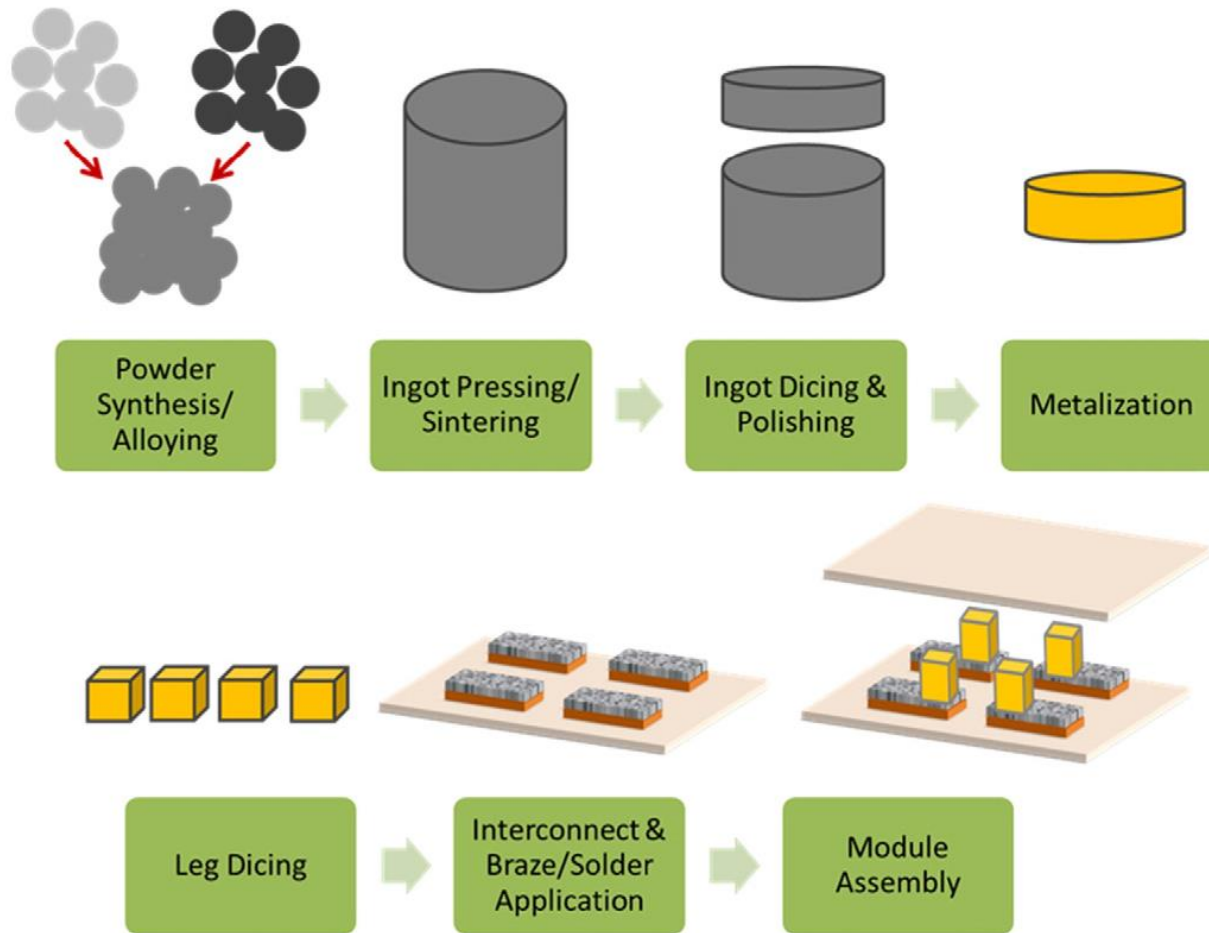 Powder
Synthesis/
Alloying
Ingot Pressing/
Sintering
Ingot Dicing &
Polishing
Metalization
Leg Dicing
Interconnect &
Braze/Solder
Application
Module
Assembly